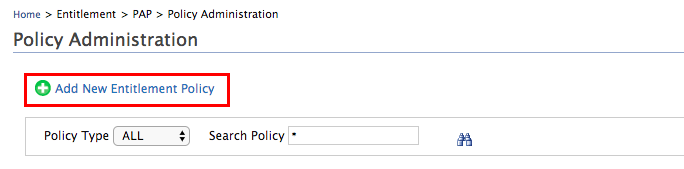 Home > Entitlement > PAP > Policy Administration
Policy Administration
Add New Entitlement Policy
Policy Type ALL Search Policy *